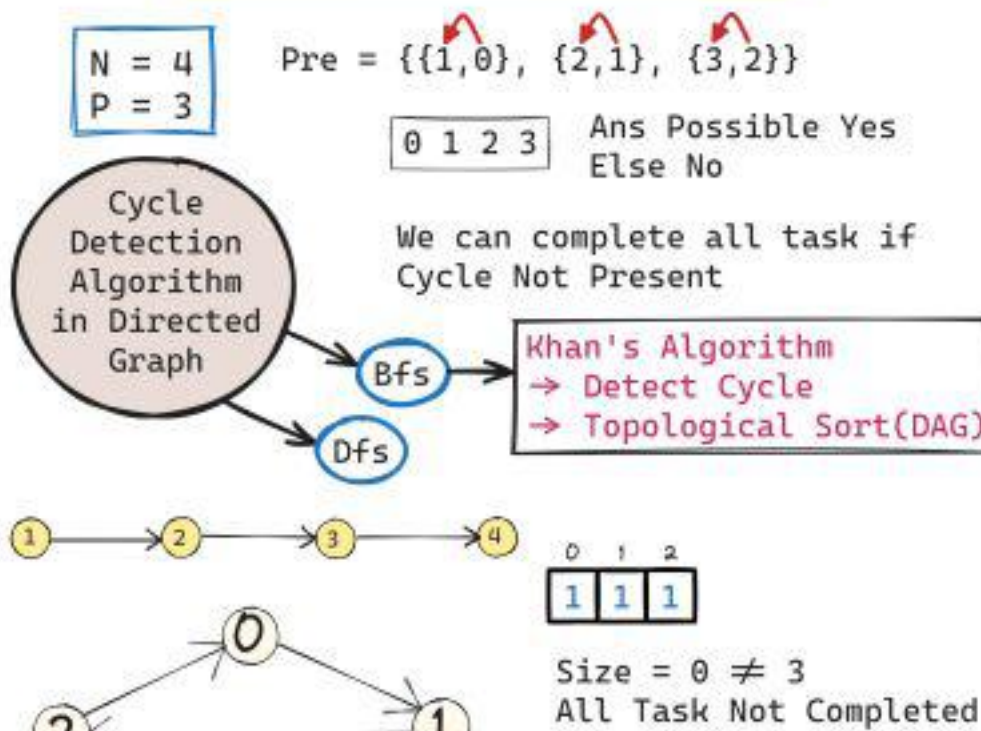 N = 4
P = 3
Pre = {{1,0}, {2,1}, {3,2}}
0 1 2 3
Ans Possible Yes
Else No
Cycle
Detection
Algorithm
in Directed
Graph
We can complete all task if
Cycle Not Present
Bfs
Dfs
Khan's Algorithm
→ Detect Cycle
→ Topological Sort(DAG)
1 2 3 4
0 1 2
1 1 1
0
2 1
Size = 0 ≠ 3
All Task Not Completed